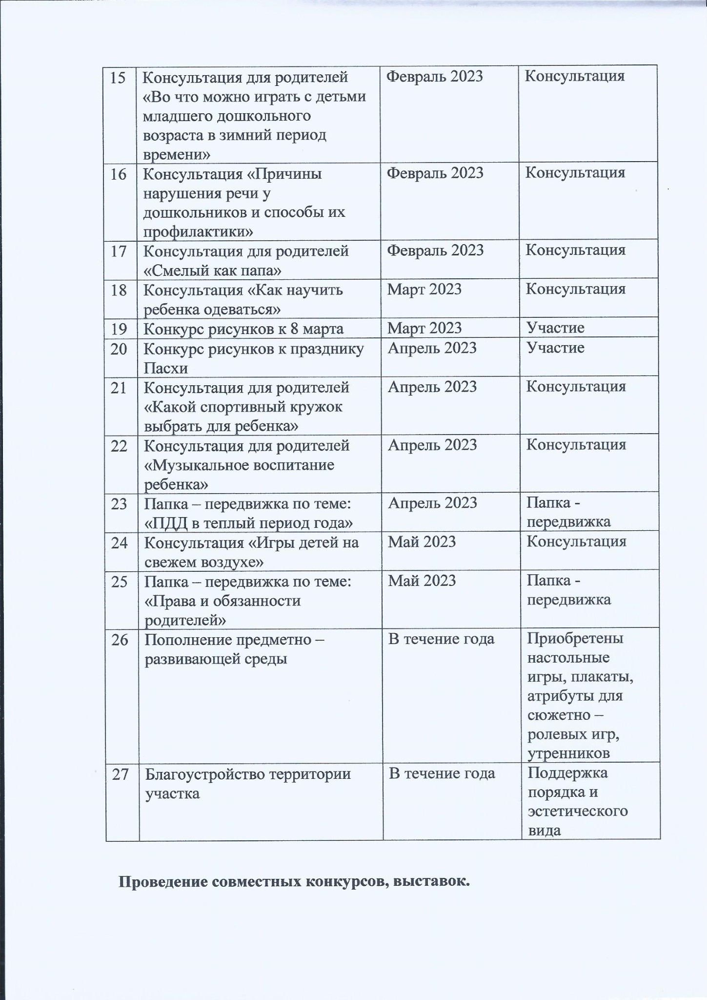 15 Консультация для родителей Февраль 2023 Консультация
«Во что можно играть с детьми
младшего дошкольного
возраста в зимний период
времени»
16 Консультация «Причины Февраль 2023 Консультация
нарушения речи у
дошкольников и способы их
профилактики»
17 Консультация для родителей Февраль 2023 Консультация
«Смелый как папа»
18 Консультация «Как научить Март 2023 Консультация
ребенка одеваться»
19 Конкурс рисунков к 8 марта Март 2023 Участие
20 Конкурс рисунков к празднику Апрель 2023 Участие
Пасхи
21 Консультация для родителей Апрель 2023 Консультация
«Какой спортивный кружок
выбрать для ребенка»
22 Консультация для родителей Апрель 2023 Консультация
«Музыкальное воспитание
ребенка»
23 Папка – передвижка по теме: Апрель 2023 Папка -
«ПДД в теплый период года» передвижка
24 Консультация «Игры детей на Май 2023 Консультация
свежем воздухе»
25 Папка – передвижка по теме: Май 2023 Папка -
«Права и обязанности передвижка
родителей»
26 Пополнение предметно – В течение года Приобретены
развивающей среды настольные
игры, плакаты,
атрибуты для
сюжетно –
ролевых игр,
утренников
27 Благоустройство территории В течение года Поддержка
участка порядка и
эстетического
вида
Проведение совместных конкурсов, выставок.